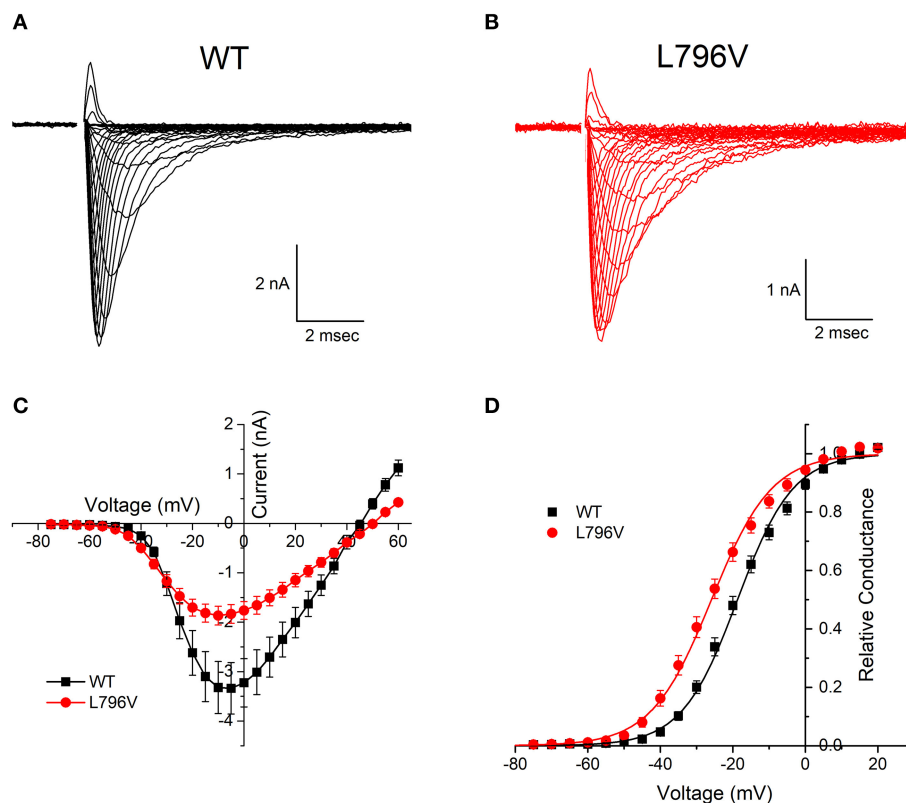 A
WT
2 nA
2 msec
B
L796V
1 nA
2 msec
C
2
1
0
-1
-2
-3
-4
Current (nA)
Voltage (mV)
-80 -60 -40 -20 0 20 40 60
WT
L796V
D
WT
L796V
1.0
0.8
0.6
0.4
0.2
0.0
Relative Conductance
-80 -60 -40 -20 0 20
Voltage (mV)